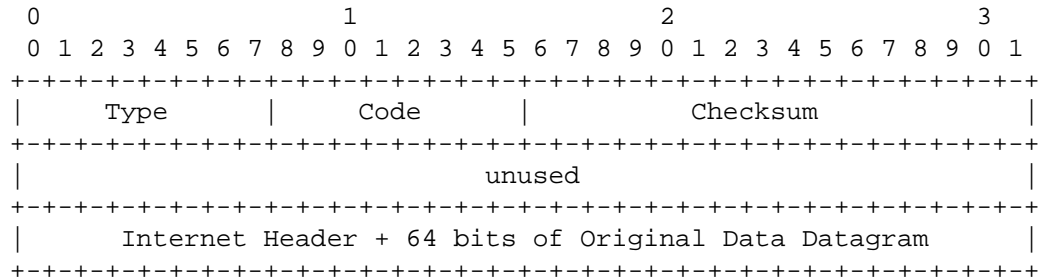 0                   1                   2                   3
 0 1 2 3 4 5 6 7 8 9 0 1 2 3 4 5 6 7 8 9 0 1 2 3 4 5 6 7 8 9 0 1
+-+-+-+-+-+-+-+-+-+-+-+-+-+-+-+-+-+-+-+-+-+-+-+-+-+-+-+-+-+-+-+-+
|     Type      |     Code      |          Checksum             |
+-+-+-+-+-+-+-+-+-+-+-+-+-+-+-+-+-+-+-+-+-+-+-+-+-+-+-+-+-+-+-+-+
|                             unused                            |
+-+-+-+-+-+-+-+-+-+-+-+-+-+-+-+-+-+-+-+-+-+-+-+-+-+-+-+-+-+-+-+-+
|      Internet Header + 64 bits of Original Data Datagram      |
+-+-+-+-+-+-+-+-+-+-+-+-+-+-+-+-+-+-+-+-+-+-+-+-+-+-+-+-+-+-+-+-+